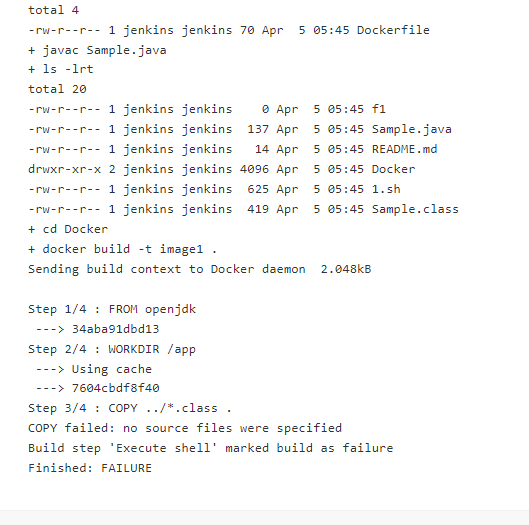 total 4
-rw-r--r-- 1 jenkins jenkins 70 Apr  5 05:45 Dockerfile
+ javac Sample.java
+ ls -lrt
total 20
-rw-r--r-- 1 jenkins jenkins    0 Apr  5 05:45 f1
-rw-r--r-- 1 jenkins jenkins  137 Apr  5 05:45 Sample.java
-rw-r--r-- 1 jenkins jenkins   14 Apr  5 05:45 README.md
drwxr-xr-x 2 jenkins jenkins 4096 Apr  5 05:45 Docker
-rw-r--r-- 1 jenkins jenkins  625 Apr  5 05:45 1.sh
-rw-r--r-- 1 jenkins jenkins  419 Apr  5 05:45 Sample.class
+ cd Docker
+ docker build -t image1 .
Sending build context to Docker daemon  2.048kB
Step 1/4 : FROM openjdk
 ---> 34aba91dbd13
Step 2/4 : WORKDIR /app
 ---> Using cache
 ---> 7604cbdf8f40
Step 3/4 : COPY ../*.class .
COPY failed: no source files were specified
Build step 'Execute shell' marked build as failure
Finished: FAILURE